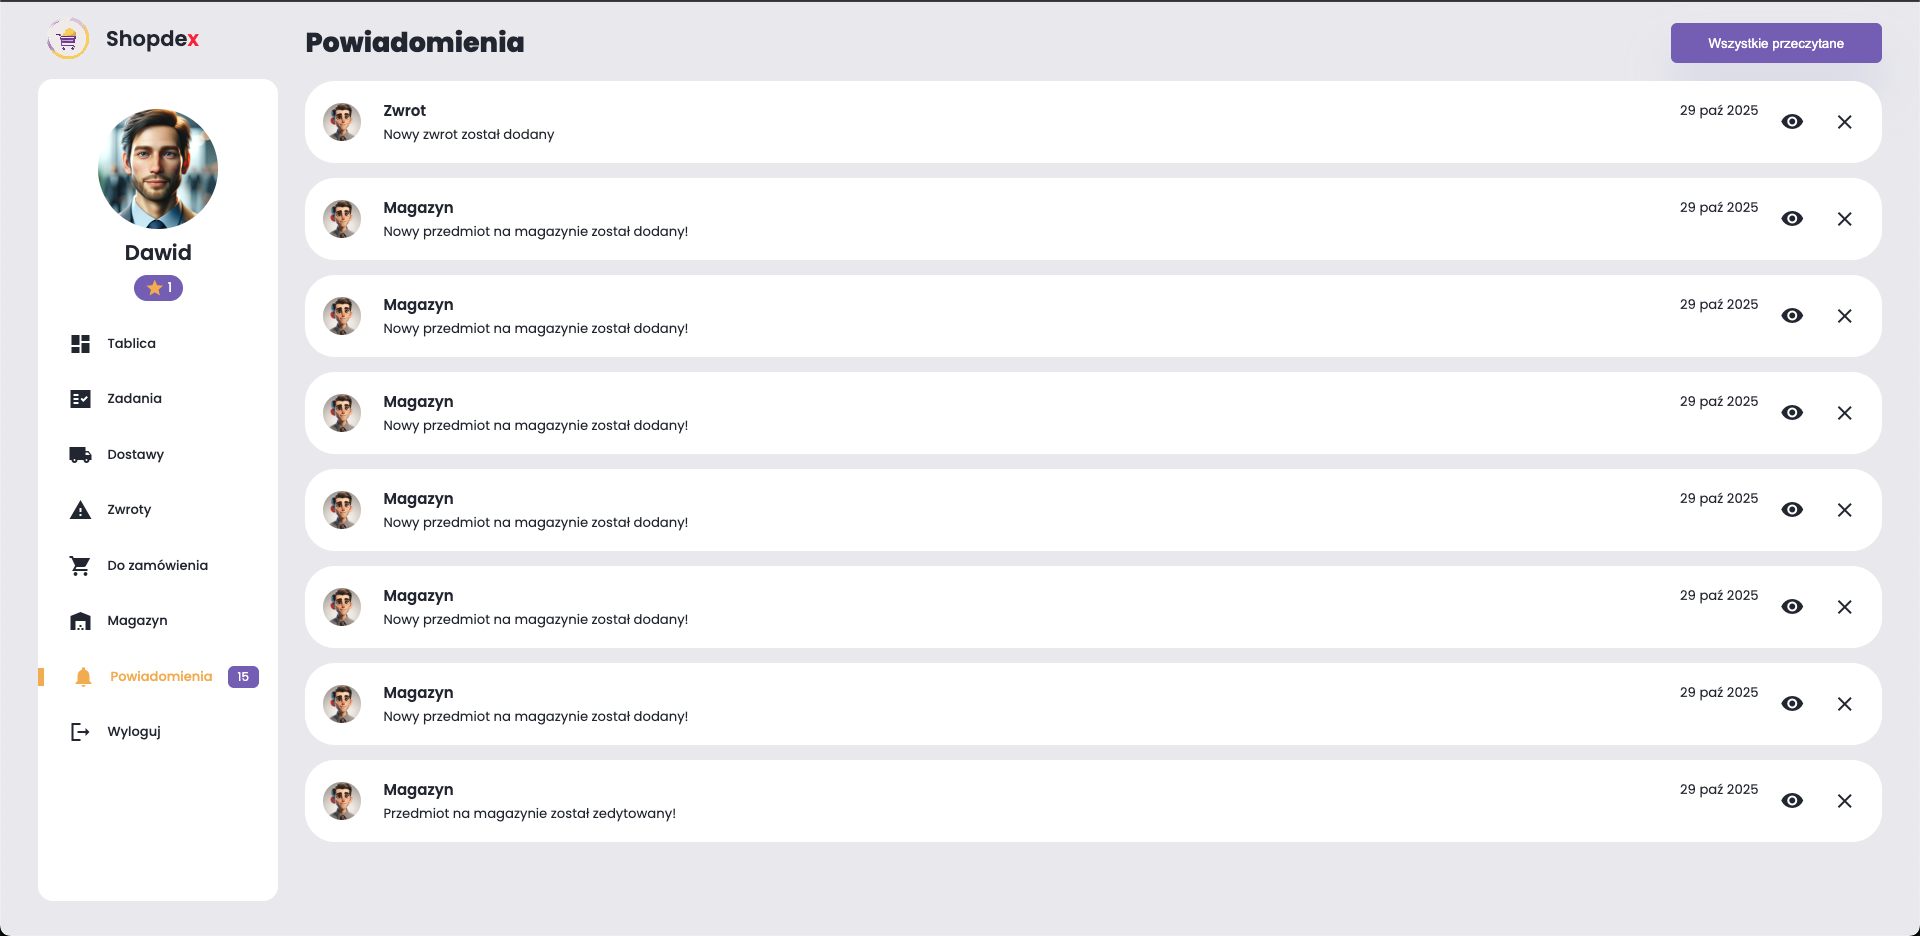 Shopdex
Dawid
1
Tablica
Zadania
Dostawy
Zwroty
Do zamówienia
Magazyn
Powiadomienia 15
Wyloguj
Powiadomienia
Wszystkie przeczytane
Zwrot
29 paź 2025
Nowy zwrot został dodany
Magazyn
29 paź 2025
Nowy przedmiot na magazynie został dodany!
Magazyn
29 paź 2025
Nowy przedmiot na magazynie został dodany!
Magazyn
29 paź 2025
Nowy przedmiot na magazynie został dodany!
Magazyn
29 paź 2025
Nowy przedmiot na magazynie został dodany!
Magazyn
29 paź 2025
Nowy przedmiot na magazynie został dodany!
Magazyn
29 paź 2025
Nowy przedmiot na magazynie został dodany!
Magazyn
29 paź 2025
Przedmiot na magazynie został zedytowany!